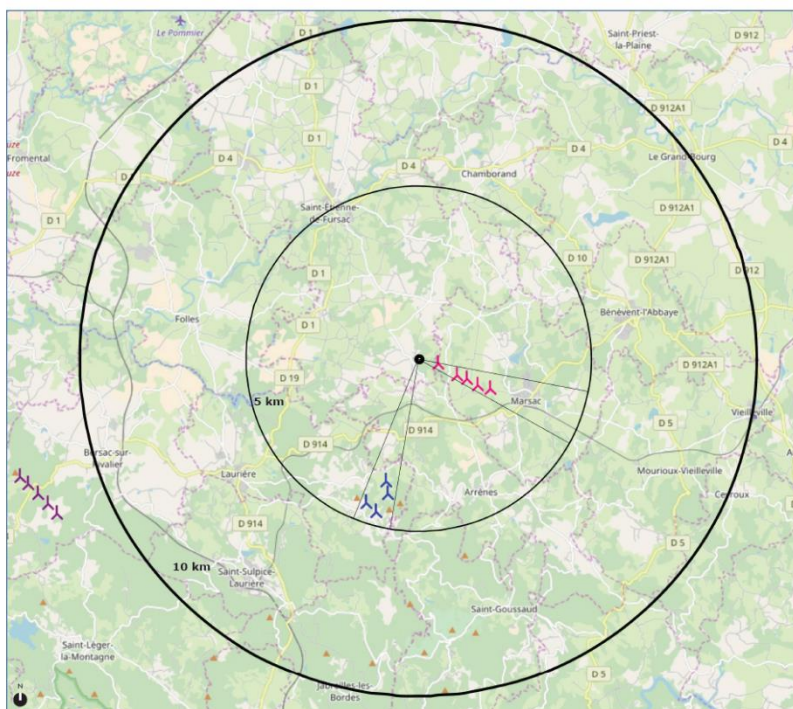 Le Pommier
D 1
Saint-Priest
-la-Plaine
D 912
D 912A1
D 1
D 1
D 4
uze
Fromental
uze
D 4
D 4
D 4
Le Grand-Bourg
Chamborand
Saint-Étienne-
de-Fursac
D 1
D 912A1
D 10
D 912A1
D 912
D 1
Bénévent-l'Abbaye
Folles
D 1
D 912A1
D 19
5 km
Marsac
Vieilleville
D 914
D 5
Bersac-sur-
Rivalier
Laurière
Mourioux-Vieilleville
Arrènes
Ceyroux
D 914
D 5
10 km
Saint-Sulpice-
Laurière
Saint-Goussaud
Saint-Léger-
la-Montagne
D 5
Jabreilles-les-
Bordes
N